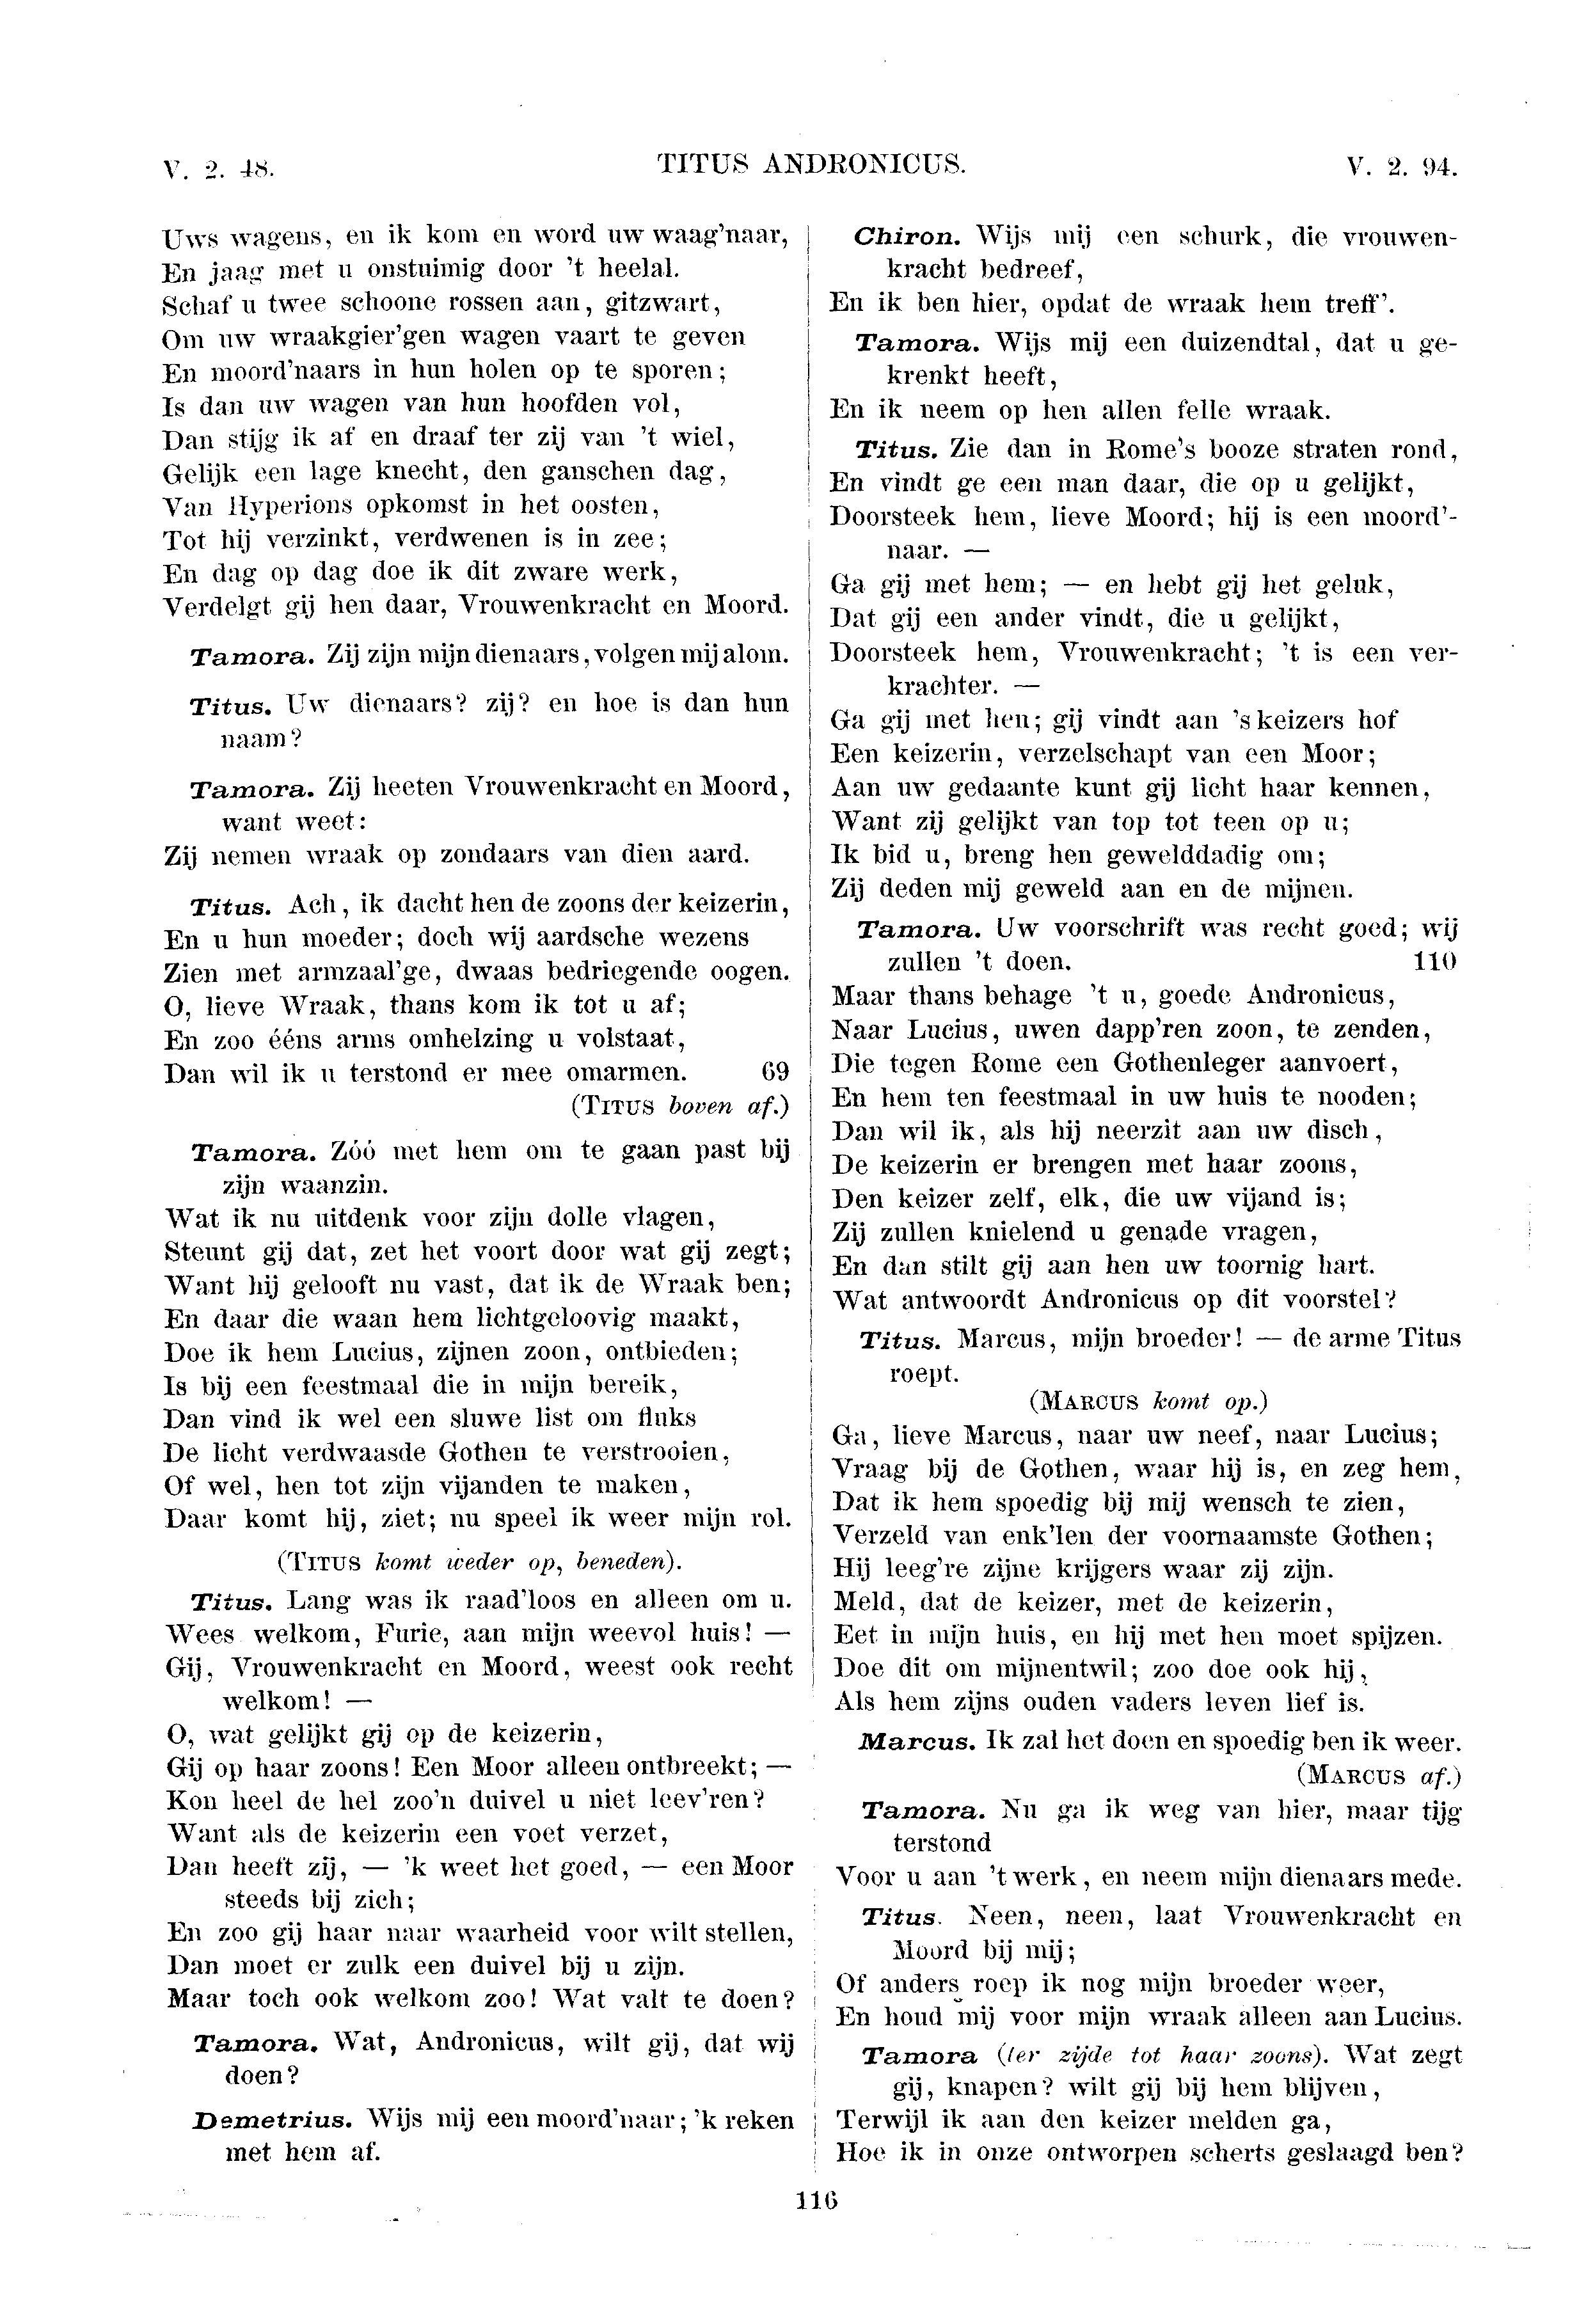 V. 2. 48.
TITUS ANDRONICUS.
V. 2. 94.
Uws wagens, en ik kom en word uw waag'naar,
En jaag met u onstuimig door 't heelal.
Schaf u twee schoone rossen aan, gitzwart,
Om uw wraakgier'gen wagen vaart te geven
En moord'naars in hun holen op te sporen;
Is dan uw wagen van hun hoofden vol,
Dan stijg ik af en draaf ter zij van 't wiel,
Gelijk een lage knecht, den ganschen dag,
Van Hyperions opkomst in het oosten,
Tot hij verzinkt, verdwenen is in zee;
En dag op dag doe ik dit zware werk,
Verdelgt gij hen daar, Vrouwenkracht en Moord.
Tamora. Zij zijn mijn dienaars, volgen mij alom.
Titus. Uw dienaars? zij? en hoe is dan hun
naam?
Tamora. Zij heeten Vrouwenkracht en Moord,
want weet:
Zij nemen wraak op zondaars van dien aard.
Titus. Ach, ik dacht hen de zoons der keizerin,
En u hun moeder; doch wij aardsche wezens
Zien met armzaal'ge, dwaas bedriegende oogen.
O, lieve Wraak, thans kom ik tot u af;
En zoo ééns arms omhelzing u volstaat,
Dan wil ik u terstond er mee omarmen. 69
(TITUS boven af.)
Tamora. Zóó met hem om te gaan past bij
zijn waanzin.
Wat ik nu uitdenk voor zijn dolle vlagen,
Steunt gij dat, zet het voort door wat gij zegt;
Want hij gelooft nu vast, dat ik de Wraak ben;
En daar die waan hem lichtgeloovig maakt,
Doe ik hem Lucius, zijnen zoon, ontbieden;
Is bij een feestmaal die in mijn bereik,
Dan vind ik wel een sluwe list om fluks
De licht verdwaasde Gothen te verstrooien,
Of wel, hen tot zijn vijanden te maken,
Daar komt hij, ziet; nu speel ik weer mijn rol.
(TITUS komt weder op, beneden).
Titus. Lang was ik raad'loos en alleen om u.
Wees welkom, Furie, aan mijn weevol huis! —
Gij, Vrouwenkracht en Moord, weest ook recht
welkom! —
O, wat gelijkt gij op de keizerin,
Gij op haar zoons! Een Moor alleen ontbreekt; —
Kon heel de hel zoo'n duivel u niet leev'ren?
Want als de keizerin een voet verzet,
Dan heeft zij, — 'k weet het goed, — een Moor
steeds bij zich;
En zoo gij haar naar waarheid voor wilt stellen,
Dan moet er zulk een duivel bij u zijn.
Maar toch ook welkom zoo! Wat valt te doen?
Tamora. Wat, Andronicus, wilt gij, dat wij
doen?
Demetrius. Wijs mij een moord'naar; 'k reken
met hem af.
Chiron. Wijs mij een schurk, die vrouwen-
kracht bedreef,
En ik ben hier, opdat de wraak hem treff'.
Tamora. Wijs mij een duizendtal, dat u ge-
krenkt heeft,
En ik neem op hen allen felle wraak.
Titus. Zie dan in Rome's booze straten rond,
En vindt ge een man daar, die op u gelijkt,
Doorsteek hem, lieve Moord; hij is een moord'-
naar. —
Ga gij met hem; — en hebt gij het geluk,
Dat gij een ander vindt, die u gelijkt,
Doorsteek hem, Vrouwenkracht; 't is een ver-
krachter. —
Ga gij met hen; gij vindt aan 's keizers hof
Een keizerin, verzelschapt van een Moor;
Aan uw gedaante kunt gij licht haar kennen,
Want zij gelijkt van top tot teen op u;
Ik bid u, breng hen gewelddadig om;
Zij deden mij geweld aan en de mijnen.
Tamora. Uw voorschrift was recht goed; wij
zullen 't doen. 110
Maar thans behage 't u, goede Andronicus,
Naar Lucius, uwen dapp'ren zoon, te zenden,
Die tegen Rome een Gothenleger aanvoert,
En hem ten feestmaal in uw huis te nooden;
Dan wil ik, als hij neerzit aan uw disch,
De keizerin er brengen met haar zoons,
Den keizer zelf, elk, die uw vijand is;
Zij zullen knielend u genade vragen,
En dan stilt gij aan hen uw toornig hart.
Wat antwoordt Andronicus op dit voorstel?
Titus. Marcus, mijn broeder! — de arme Titus
roept.
(MARCUS komt op.)
Ga, lieve Marcus, naar uw neef, naar Lucius;
Vraag bij de Gothen, waar hij is, en zeg hem,
Dat ik hem spoedig bij mij wensch te zien,
Verzeld van enk'len der voornaamste Gothen;
Hij leeg're zijne krijgers waar zij zijn.
Meld, dat de keizer, met de keizerin,
Eet in mijn huis, en hij met hen moet spijzen.
Doe dit om mijnentwil; zoo doe ook hij,
Als hem zijns ouden vaders leven lief is.
Marcus. Ik zal het doen en spoedig ben ik weer.
(MARCUS af.)
Tamora. Nu ga ik weg van hier, maar tijg
terstond
Voor u aan 't werk, en neem mijn dienaars mede.
Titus. Neen, neen, laat Vrouwenkracht en
Moord bij mij;
Of anders roep ik nog mijn broeder weer,
En houd mij voor mijn wraak alleen aan Lucius.
Tamora (ter zijde tot haar zoons). Wat zegt
gij, knapen? wilt gij bij hem blijven,
Terwijl ik aan den keizer melden ga,
Hoe ik in onze ontworpen scherts geslaagd ben?
116